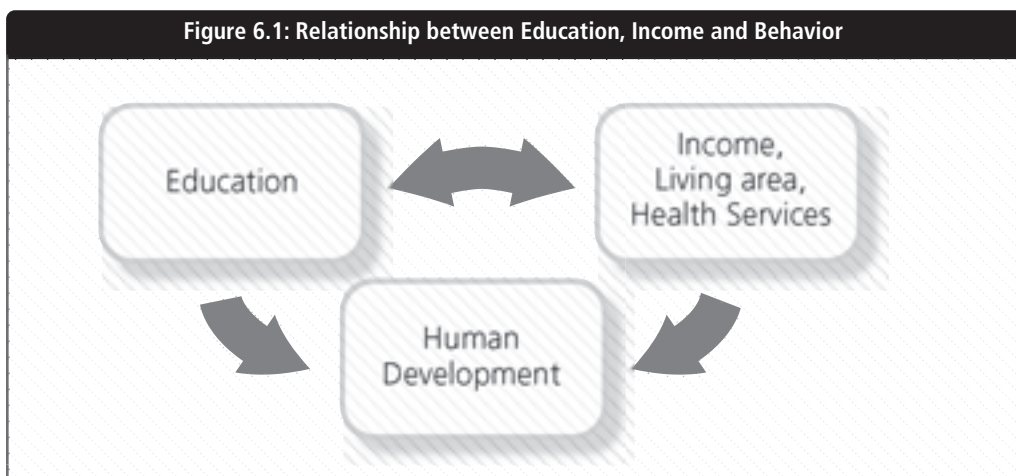 Figure 6.1: Relationship between Education, Income and Behavior
Education
Income,
Living area,
Health Services
Human
Development